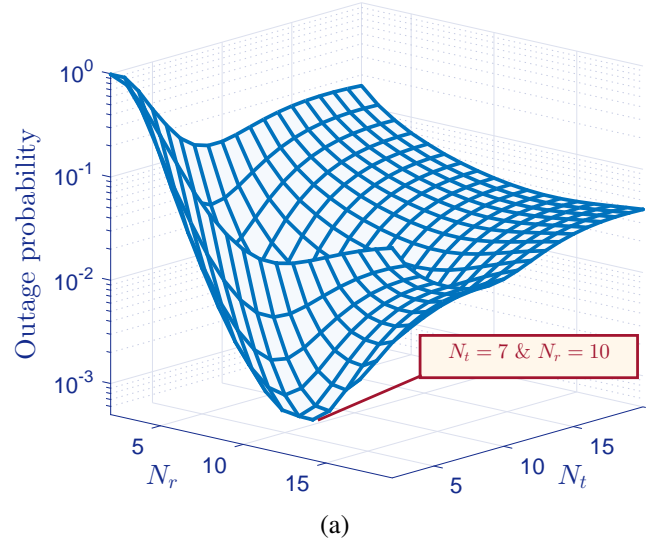 10^0
10^-1
10^-2
10^-3
Outage probability
N_t = 7 & N_r = 10
5
10
15
N_r
5
10
15
N_t
(a)